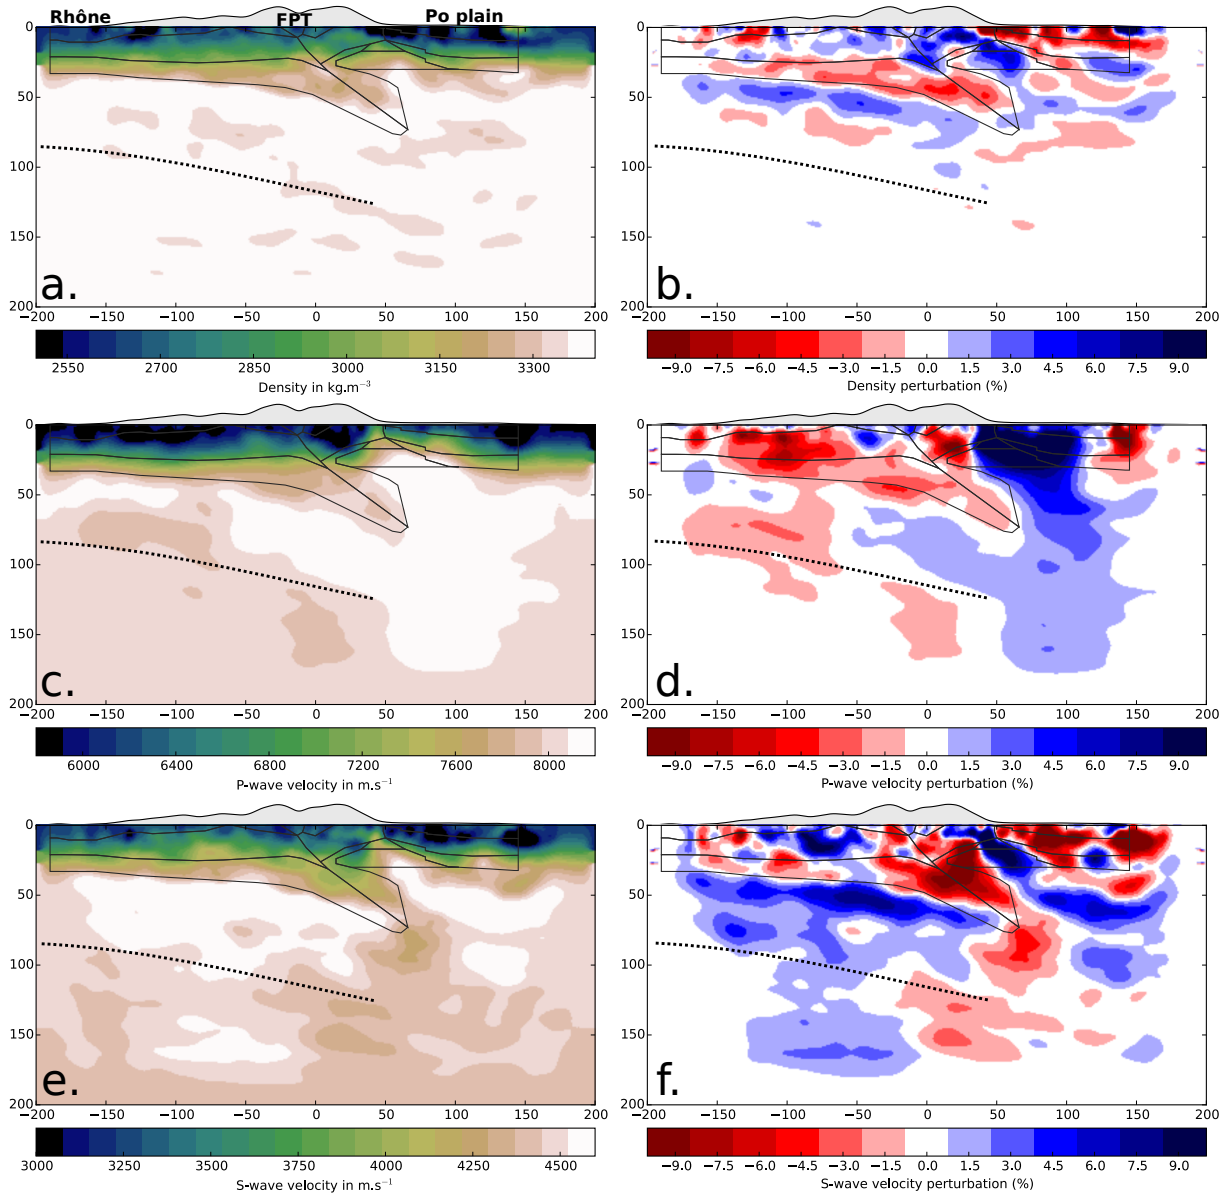 Rhône FPT Po plain
0
50
100
150
200
−200 −150 −100 −50 0 50 100 150 200
a.
2550 2700 2850 3000 3150 3300
Density in kg.m⁻³
0
50
100
150
200
−200 −150 −100 −50 0 50 100 150 200
b.
−9.0 −7.5 −6.0 −4.5 −3.0 −1.5 0.0 1.5 3.0 4.5 6.0 7.5 9.0
Density perturbation (%)
0
50
100
150
200
−200 −150 −100 −50 0 50 100 150 200
c.
6000 6400 6800 7200 7600 8000
P-wave velocity in m.s⁻¹
0
50
100
150
200
−200 −150 −100 −50 0 50 100 150 200
d.
−9.0 −7.5 −6.0 −4.5 −3.0 −1.5 0.0 1.5 3.0 4.5 6.0 7.5 9.0
P-wave velocity perturbation (%)
0
50
100
150
200
−200 −150 −100 −50 0 50 100 150 200
e.
3000 3250 3500 3750 4000 4250 4500
S-wave velocity in m.s⁻¹
0
50
100
150
200
−200 −150 −100 −50 0 50 100 150 200
f.
−9.0 −7.5 −6.0 −4.5 −3.0 −1.5 0.0 1.5 3.0 4.5 6.0 7.5 9.0
S-wave velocity perturbation (%)